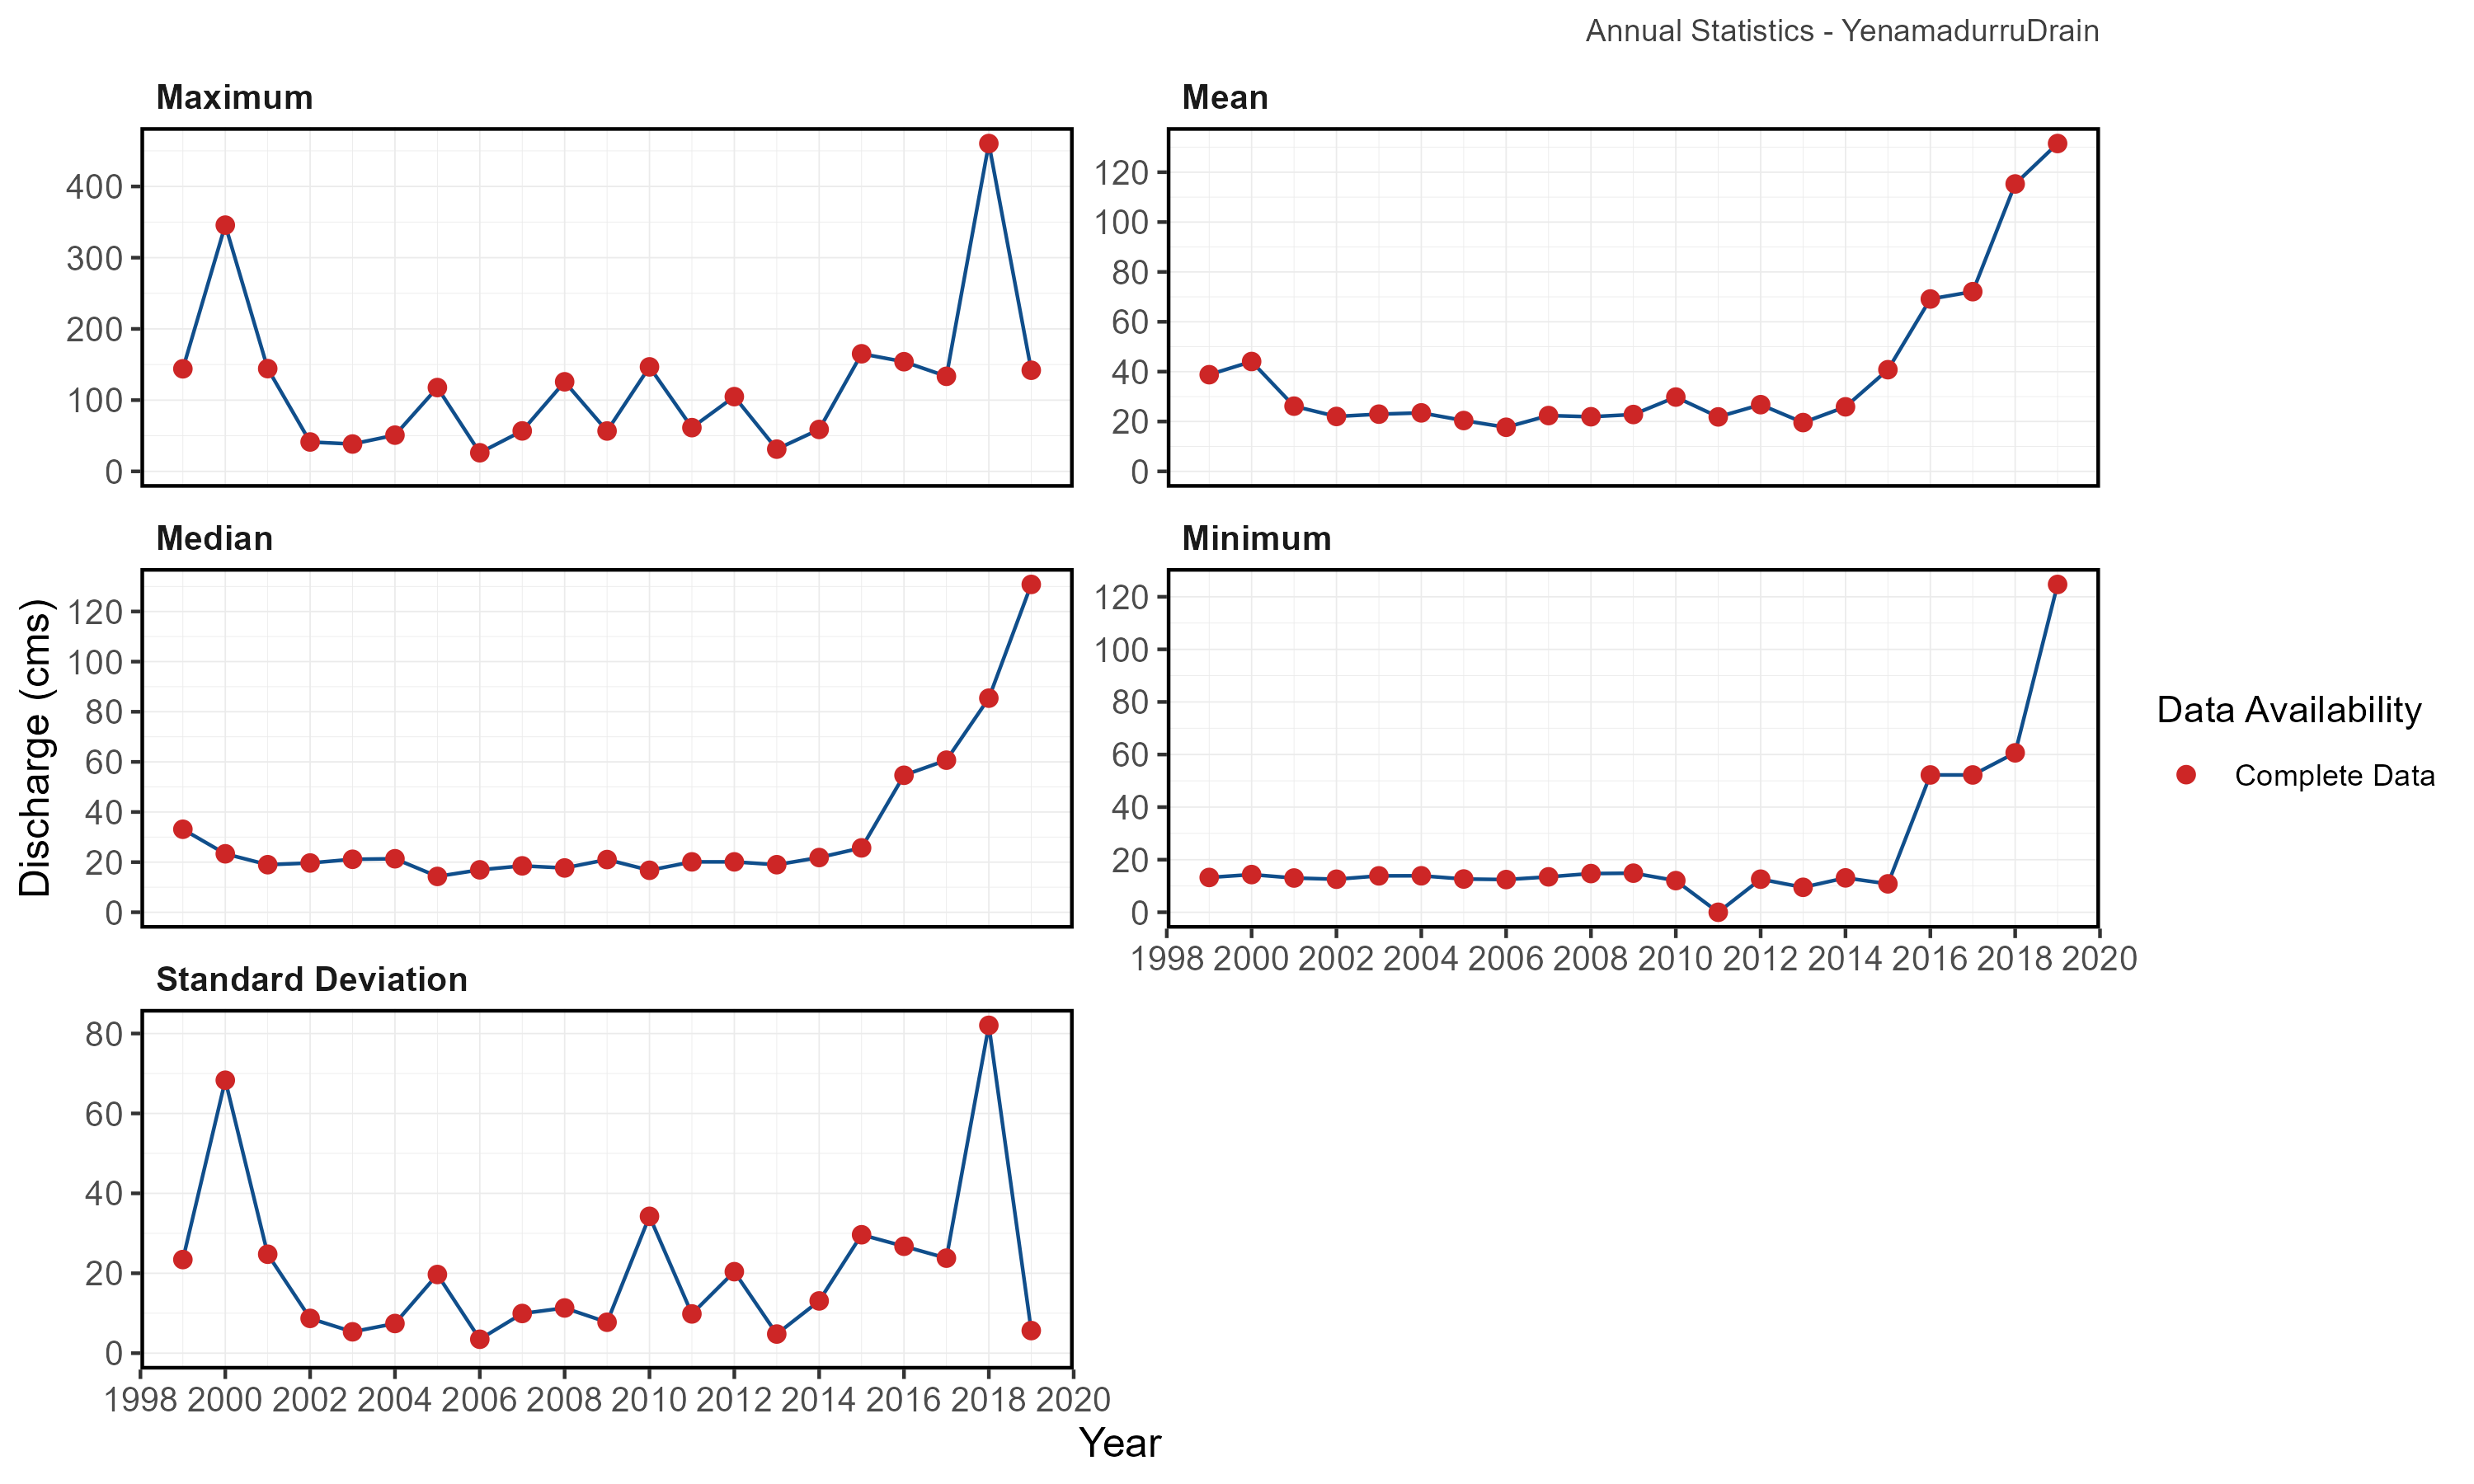 Annual Statistics - YenamadurruDrain
Maximum
400
300
200
100
0
Mean
120
100
80
60
40
20
0
Discharge (cms)
Median
120
100
80
60
40
20
0
Minimum
120
100
80
60
40
20
0
1998 2000 2002 2004 2006 2008 2010 2012 2014 2016 2018 2020
Standard Deviation
80
60
40
20
0
1998 2000 2002 2004 2006 2008 2010 2012 2014 2016 2018 2020
Year
Data Availability
Complete Data